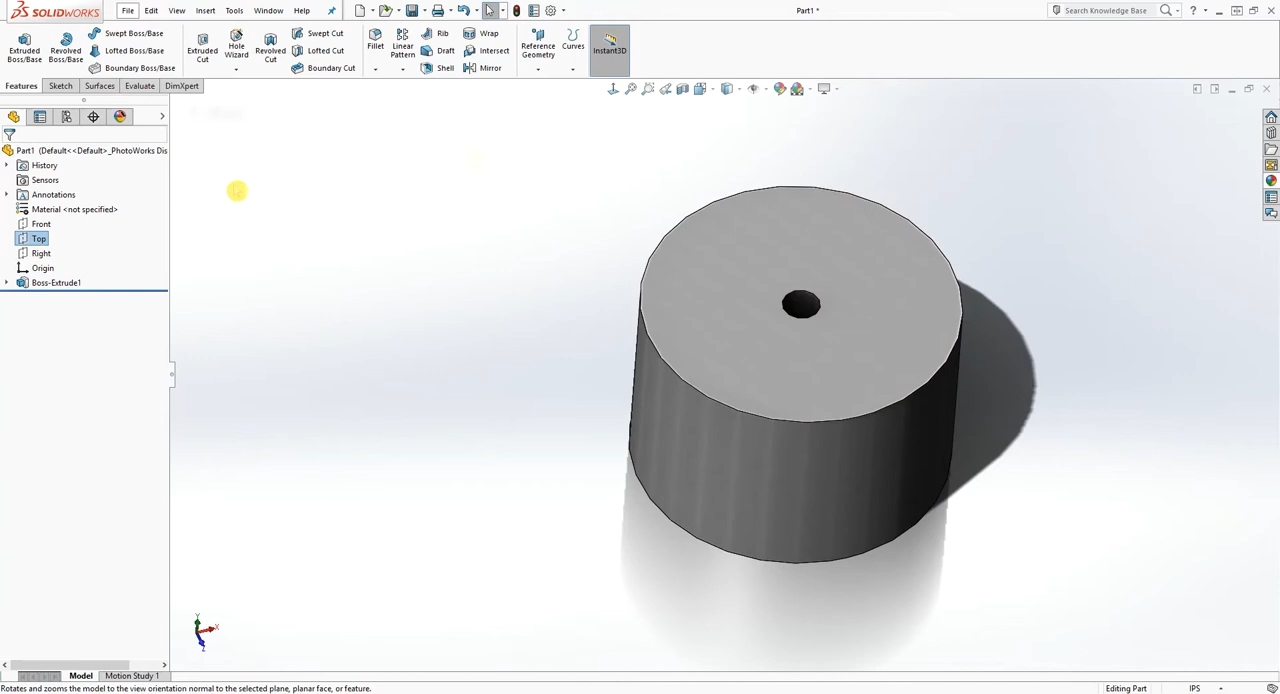 SOLIDWORKS File Edit View Insert Tools Window Help Part1 * Search Knowledge Base
Extruded Boss/Base Revolved Boss/Base Swept Boss/Base Lofted Boss/Base Boundary Boss/Base Extruded Cut Hole Wizard Revolved Cut Swept Cut Lofted Cut Boundary Cut Fillet Linear Pattern Rib Draft Shell Wrap Intersect Mirror Reference Geometry Curves Instant3D
Features Sketch Surfaces Evaluate DimXpert
Part1 (Default<<Default>_PhotoWorks Dis
History
Sensors
Annotations
Material <not specified>
Front
Top
Right
Origin
Boss-Extrude1
Y
X
Z
Model Motion Study 1
Rotates and zooms the model to the view orientation normal to the selected plane, planar face, or feature. Editing Part IPS